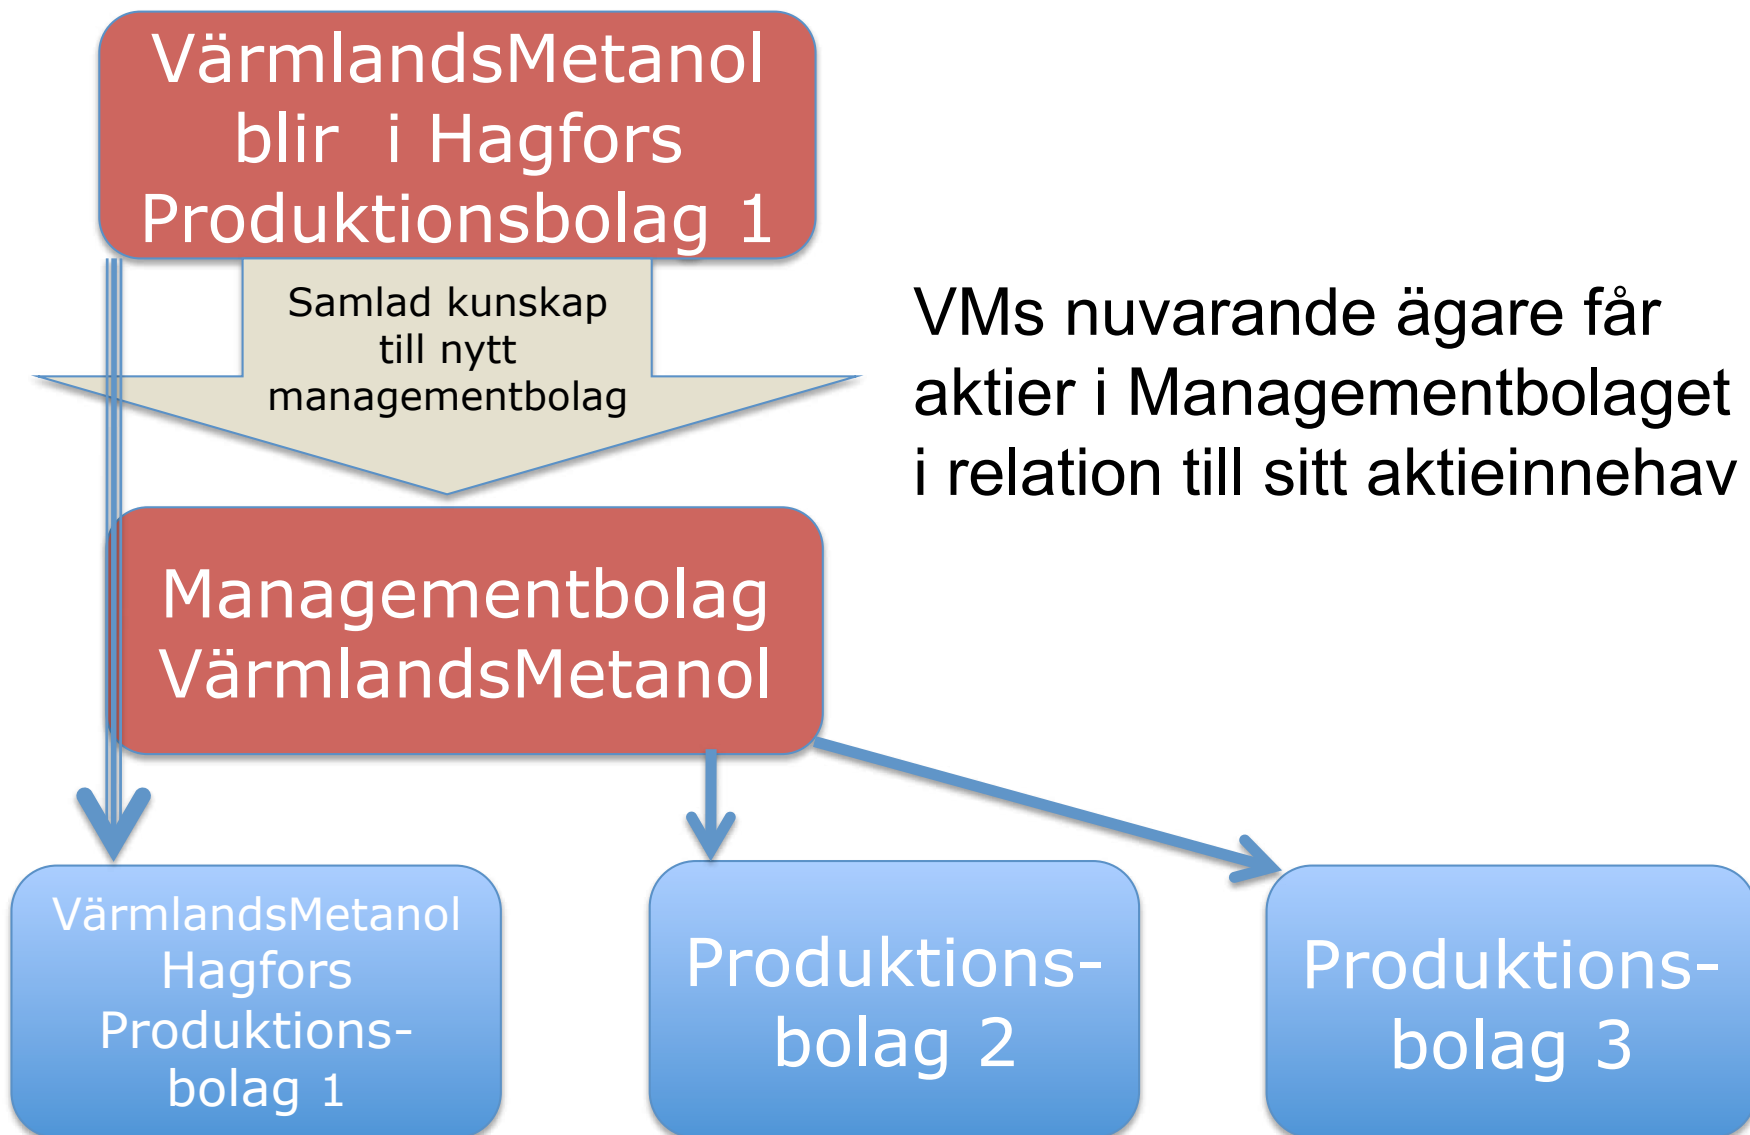 VärmlandsMetanol
blir i Hagfors
Produktionsbolag 1
Samlad kunskap
till nytt
managementbolag
VMs nuvarande ägare får
aktier i Managementbolaget
i relation till sitt aktieinnehav
Managementbolag
VärmlandsMetanol
VärmlandsMetanol
Hagfors
Produktions-
bolag 1
Produktions-
bolag 2
Produktions-
bolag 3